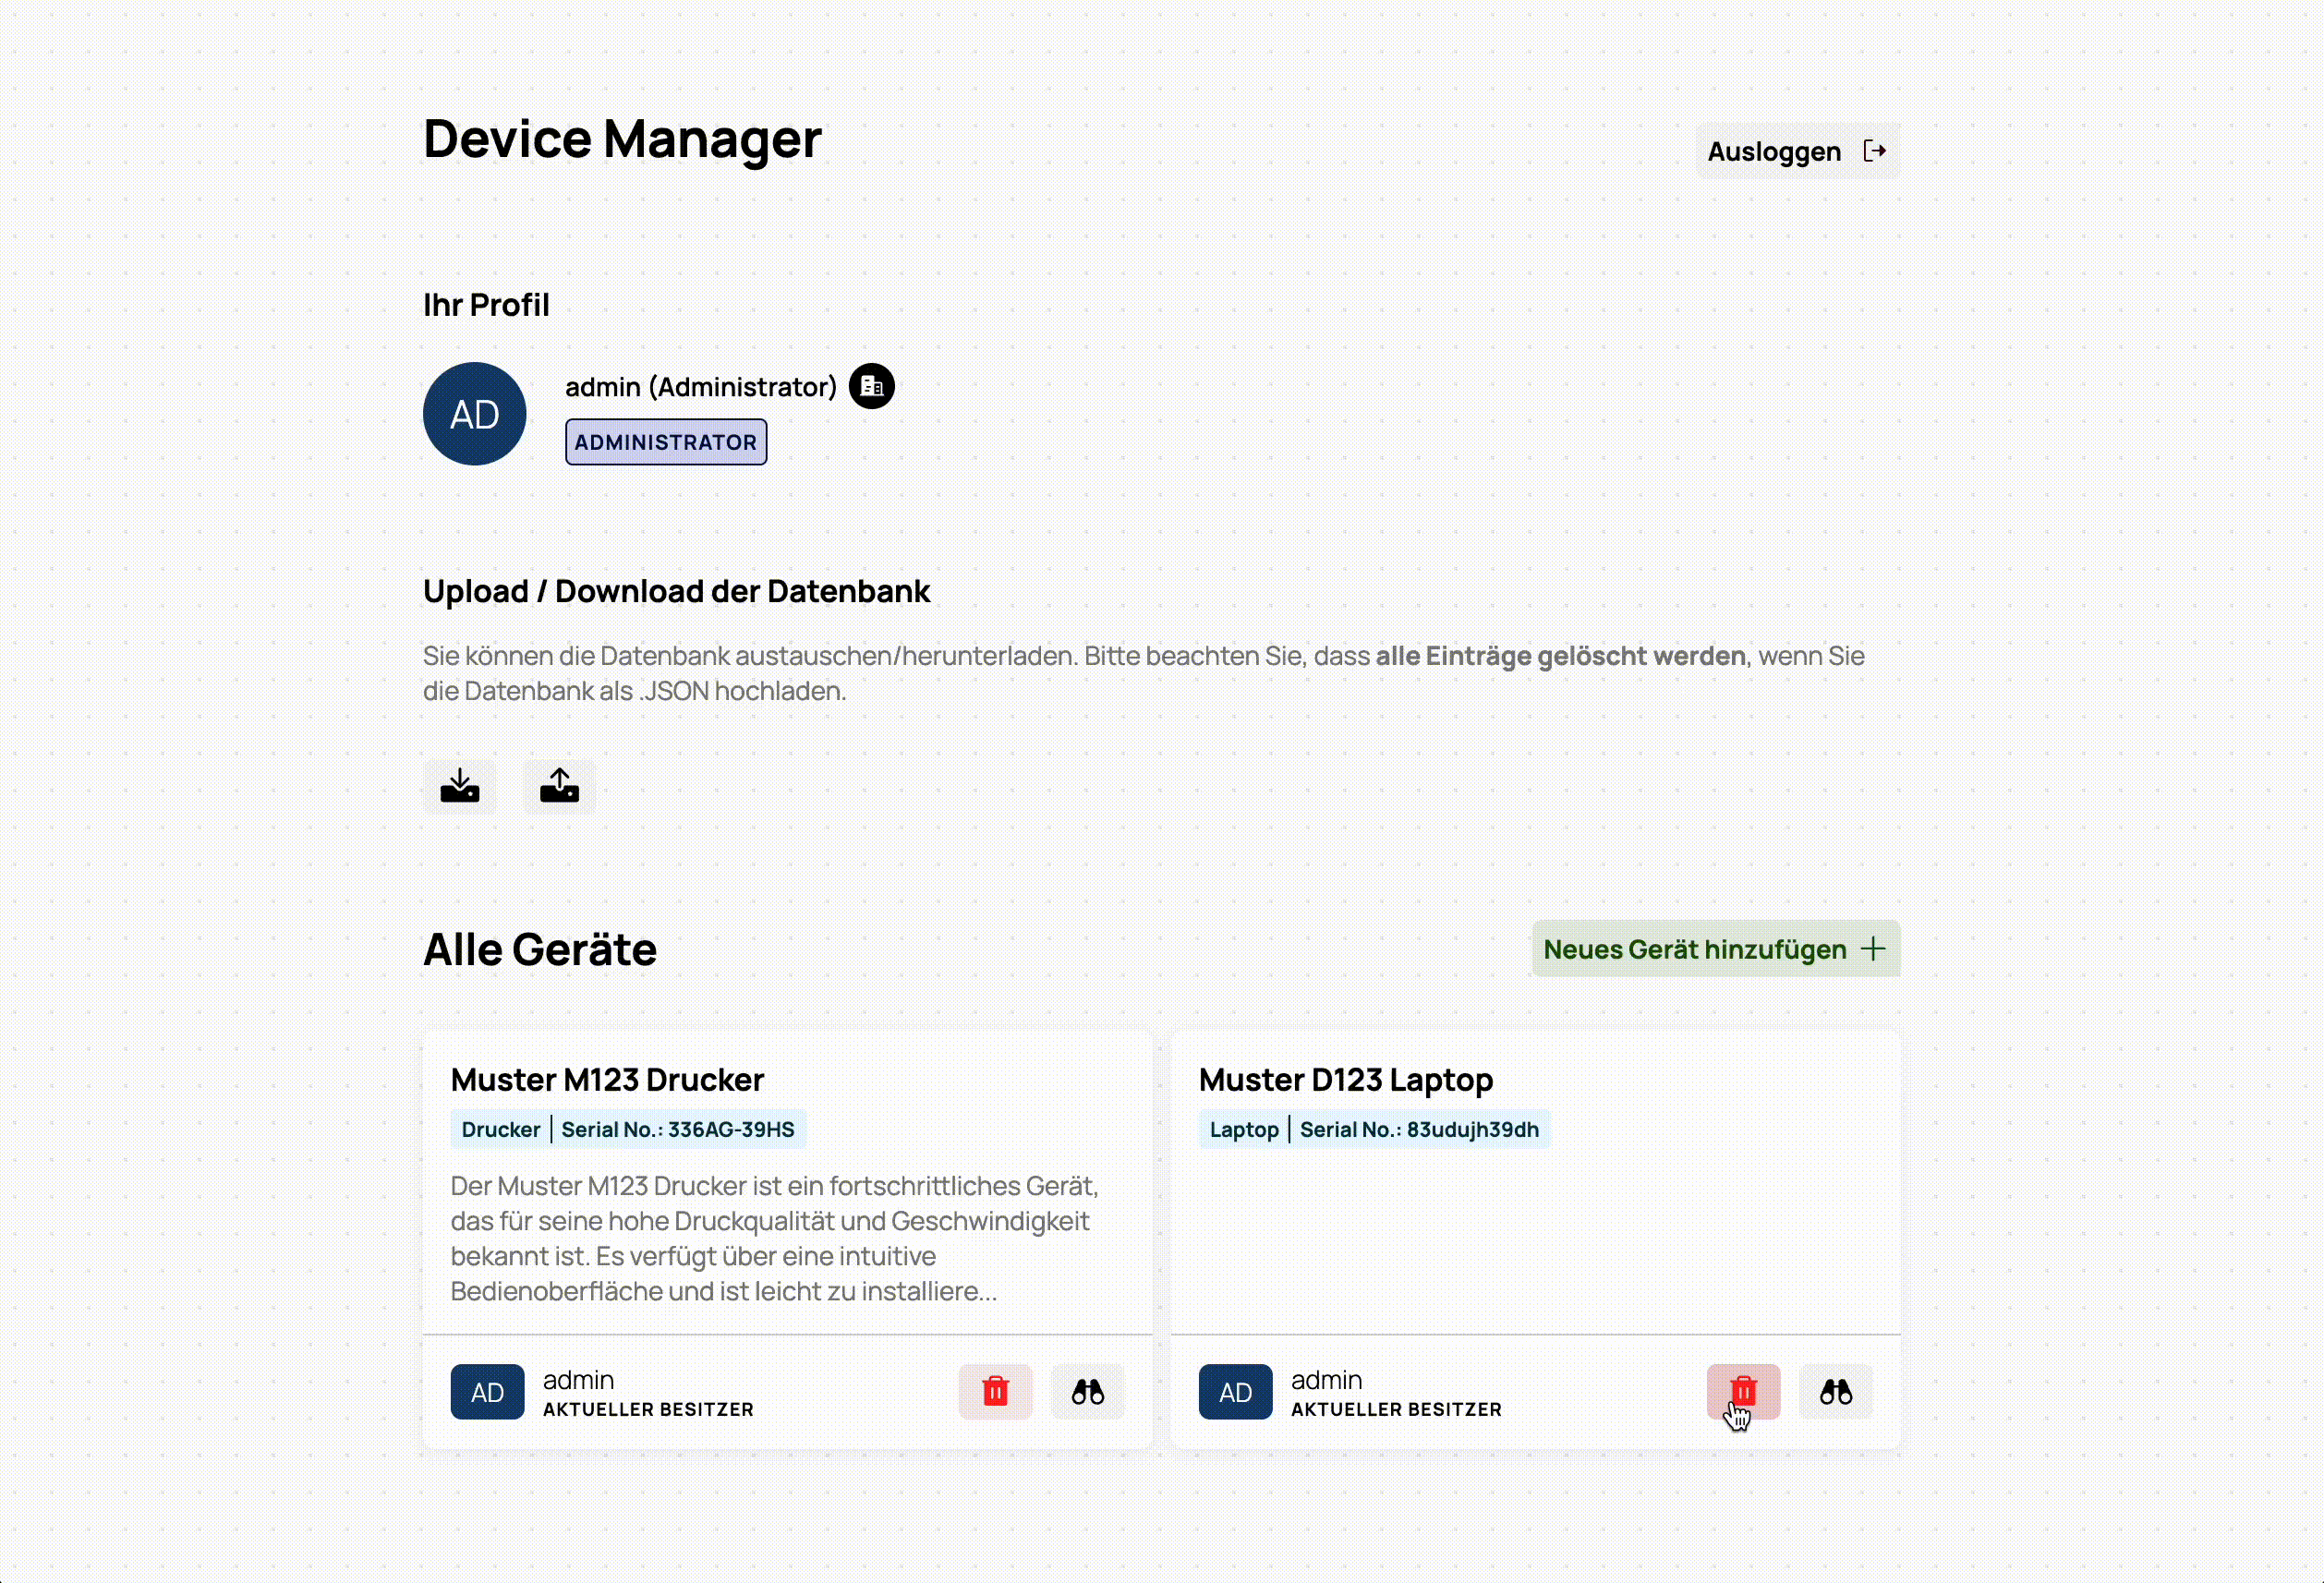 Device Manager
Ausloggen
Ihr Profil
AD
admin (Administrator)
ADMINISTRATOR
Upload / Download der Datenbank
Sie können die Datenbank austauschen/herunterladen. Bitte beachten Sie, dass alle Einträge gelöscht werden, wenn Sie
die Datenbank als .JSON hochladen.
Alle Geräte
Neues Gerät hinzufügen
Muster M123 Drucker
Drucker | Serial No.: 336AG-39HS
Der Muster M123 Drucker ist ein fortschrittliches Gerät,
das für seine hohe Druckqualität und Geschwindigkeit
bekannt ist. Es verfügt über eine intuitive
Bedienoberfläche und ist leicht zu installiere...
AD
admin
AKTUELLER BESITZER
Muster D123 Laptop
Laptop | Serial No.: 83udujh39dh
AD
admin
AKTUELLER BESITZER